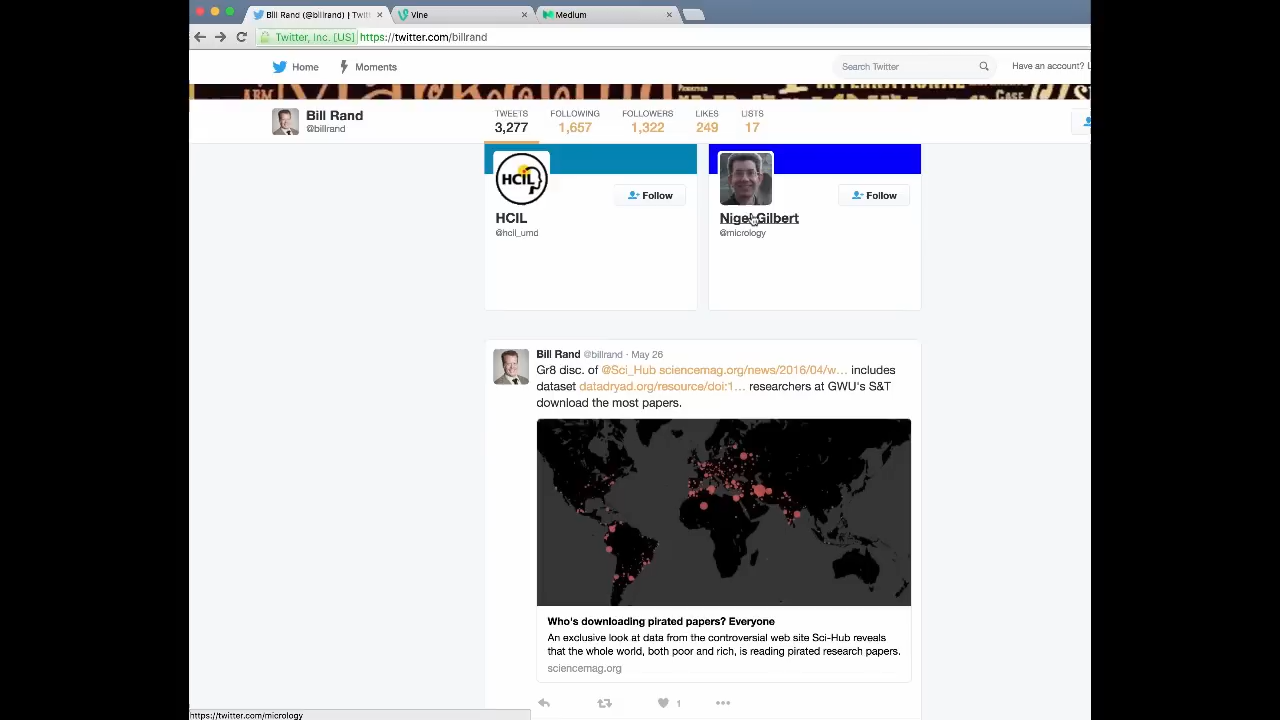 Bill Rand (@billrand) | Twit
Vine
Medium
Twitter, Inc. [US]
https://twitter.com/billrand
Home
Moments
Search Twitter
Have an account? L
Bill Rand
@billrand
TWEETS
3,277
FOLLOWING
1,657
FOLLOWERS
1,322
LIKES
249
LISTS
17
HCIL
Follow
HCIL
@hcil_umd
Follow
Nigel Gilbert
@micrology
Bill Rand @billrand · May 26
Gr8 disc. of @Sci_Hub sciencemag.org/news/2016/04/w… includes
dataset datadryad.org/resource/doi:1… researchers at GWU's S&T
download the most papers.
Who's downloading pirated papers? Everyone
An exclusive look at data from the controversial web site Sci-Hub reveals
that the whole world, both poor and rich, is reading pirated research papers.
sciencemag.org
1
https://twitter.com/micrology